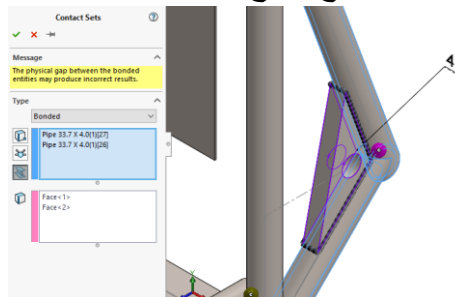 Contact Sets
Message
The physical gap between the bonded
entities may produce incorrect results.
Type
Bonded
Pipe 33.7 X 4.0(1)[27]
Pipe 33.7 X 4.0(1)[26]
Face<1>
Face<2>